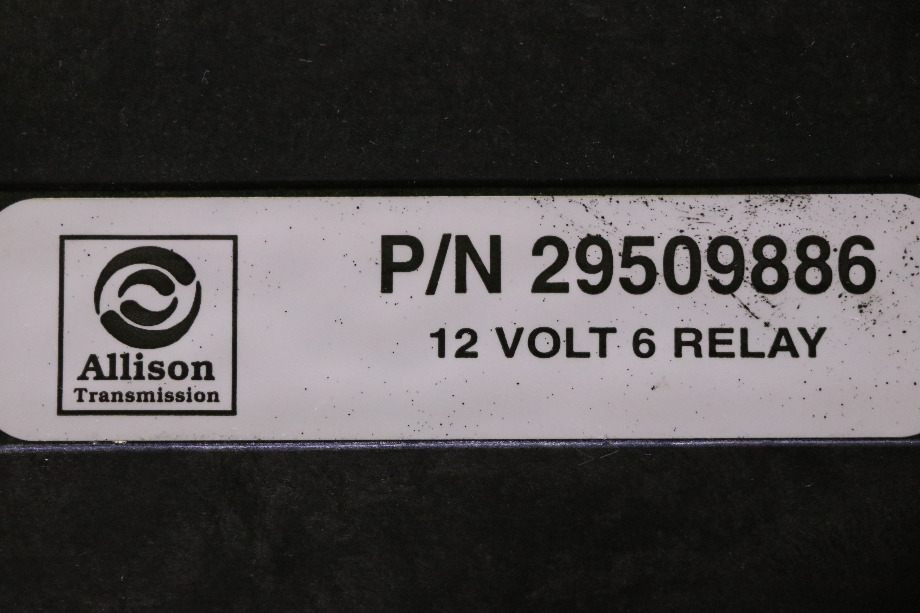 P/N 29509886
12 VOLT 6 RELAY
Allison
Transmission